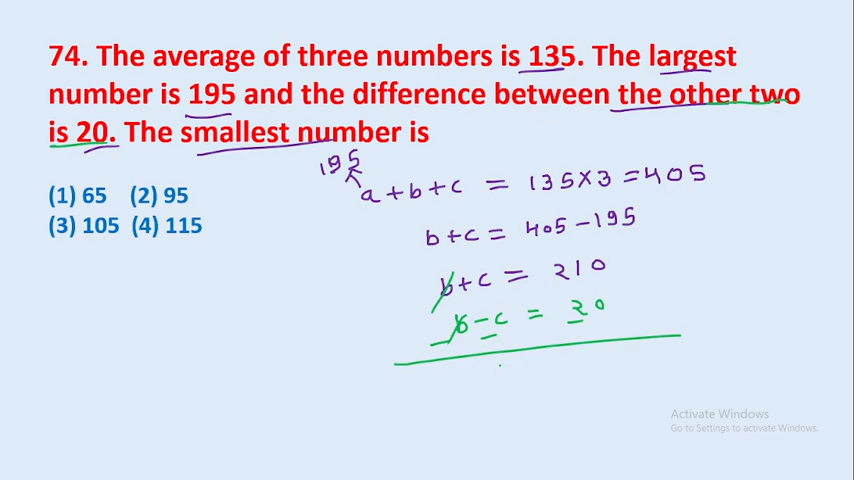 74. The average of three numbers is 135. The largest
number is 195 and the difference between the other two
is 20. The smallest number is
195
(1) 65 (2) 95
a+b+c = 135×3=405
(3) 105 (4) 115
b+c = 405-195
b+c = 210
b-c = 20
Activate Windows
Go to Settings to activate Windows.